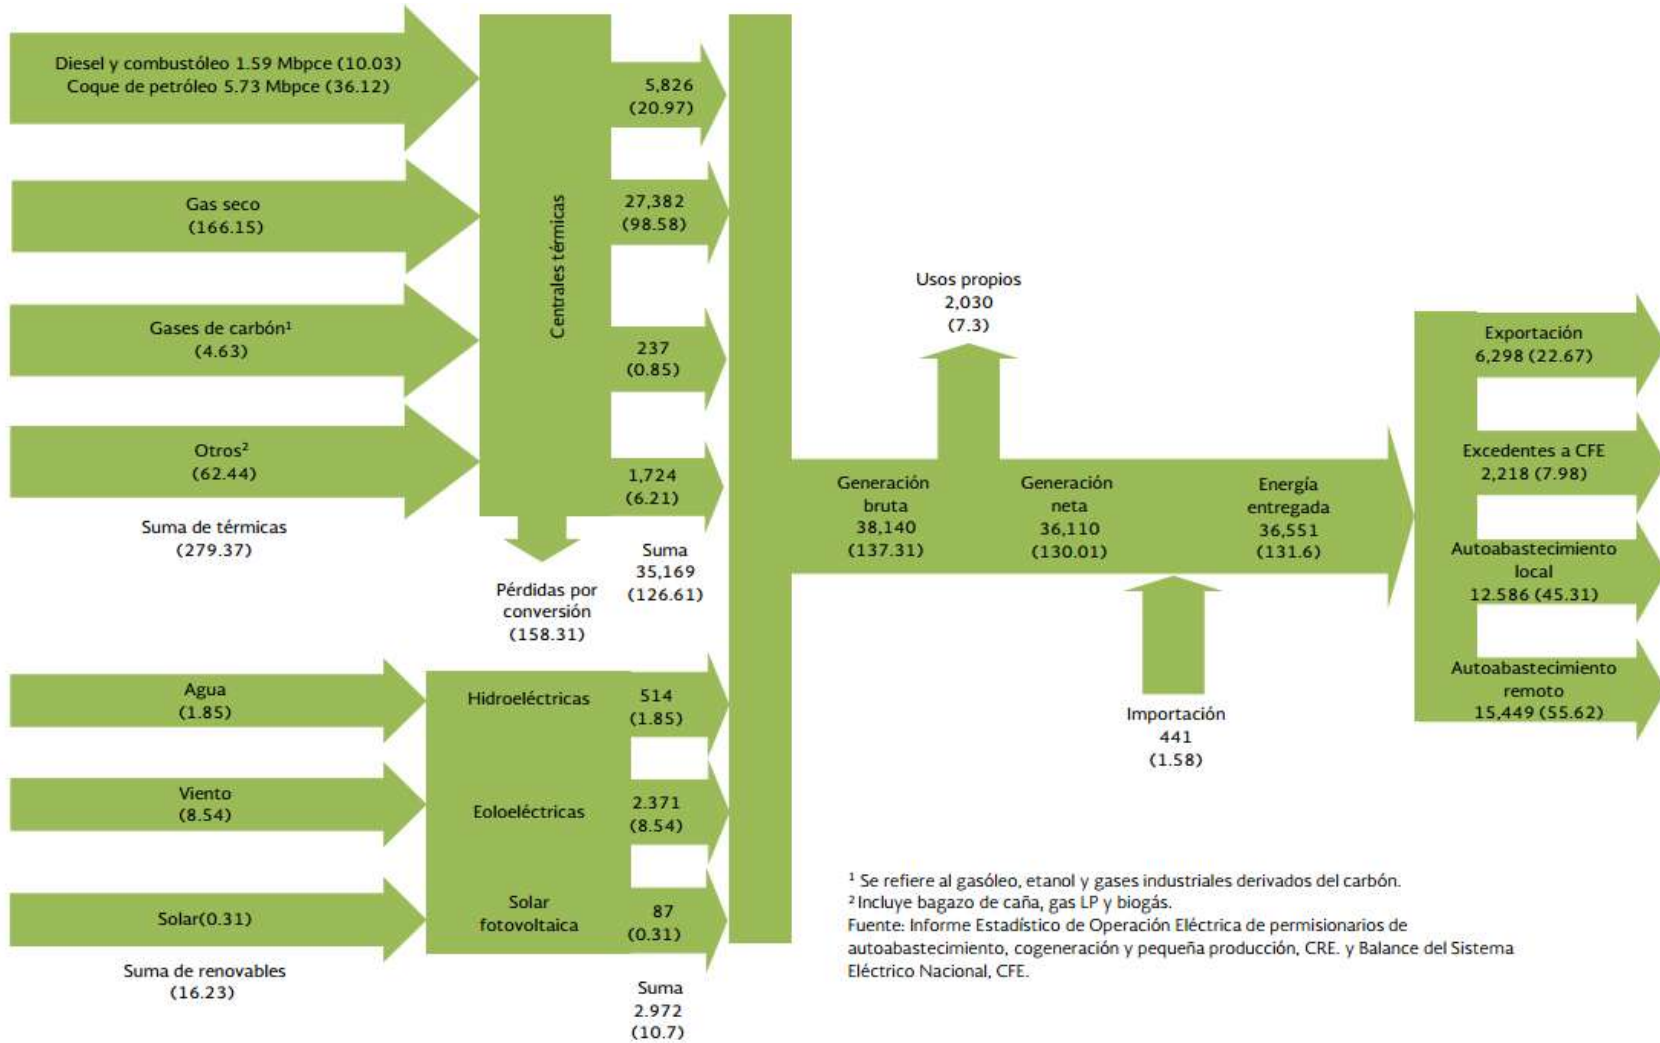 Diesel y combustóleo 1.59 Mbpce (10.03)
Coque de petróleo 5.73 Mbpce (36.12)
Gas seco
(166.15)
Gases de carbón¹
(4.63)
Otros²
(62.44)
Suma de térmicas
(279.37)
Centrales térmicas
5,826
(20.97)
27,382
(98.58)
237
(0.85)
1,724
(6.21)
Suma
35,169
(126.61)
Pérdidas por
conversión
(158.31)
Agua
(1.85)
Viento
(8.54)
Solar(0.31)
Suma de renovables
(16.23)
Hidroeléctricas
Eoloeléctricas
Solar
fotovoltaica
514
(1.85)
2.371
(8.54)
87
(0.31)
Suma
2.972
(10.7)
Generación
bruta
38,140
(137.31)
Usos propios
2,030
(7.3)
Generación
neta
36,110
(130.01)
Importación
441
(1.58)
Energía
entregada
36,551
(131.6)
Exportación
6,298 (22.67)
Excedentes a CFE
2,218 (7.98)
Autoabastecimiento
local
12.586 (45.31)
Autoabastecimiento
remoto
15,449 (55.62)
¹ Se refiere al gasóleo, etanol y gases industriales derivados del carbón.
² Incluye bagazo de caña, gas LP y biogás.
Fuente: Informe Estadístico de Operación Eléctrica de permisionarios de
autoabastecimiento, cogeneración y pequeña producción, CRE. y Balance del Sistema
Eléctrico Nacional, CFE.